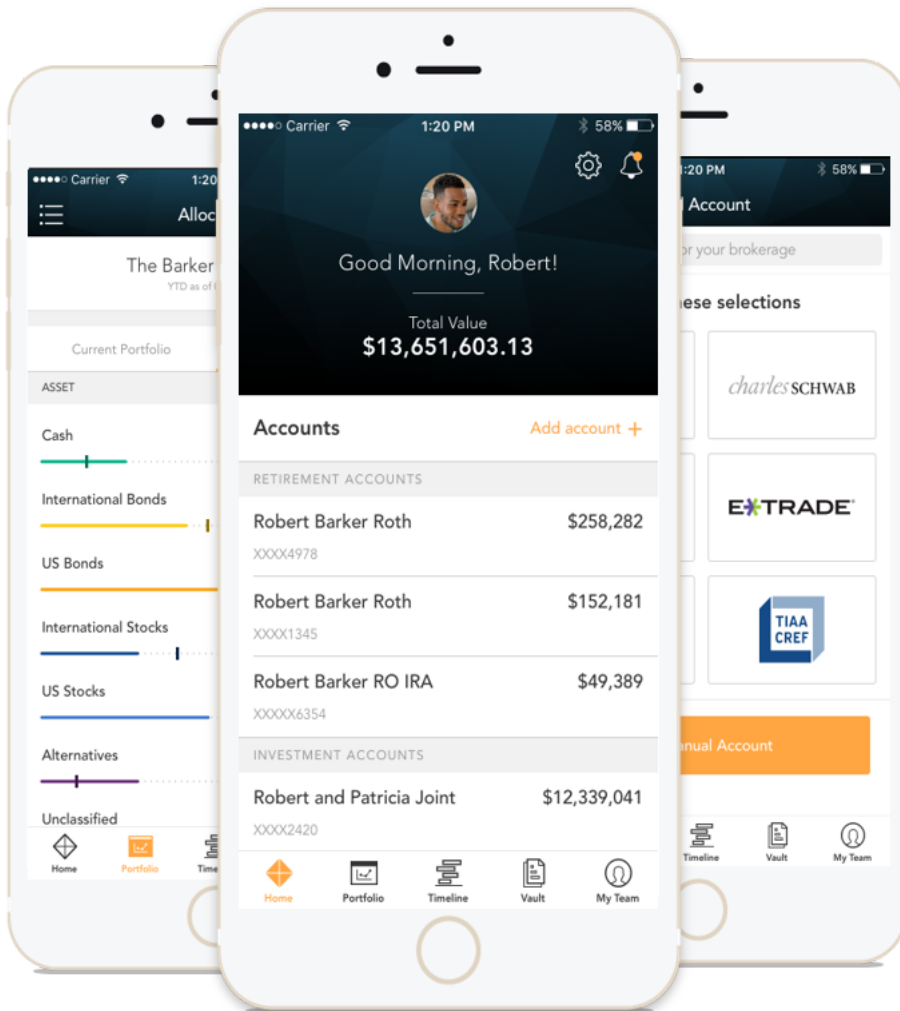 Carrier
1:20
Alloc
The Barker
YTD as of
Current Portfolio
ASSET
Cash
International Bonds
US Bonds
International Stocks
US Stocks
Alternatives
Unclassified
Home
Portfolio
Time
Carrier
1:20 PM
58%
Good Morning, Robert!
Total Value
$13,651,603.13
Accounts
Add account +
RETIREMENT ACCOUNTS
Robert Barker Roth
$258,282
XXXX4978
Robert Barker Roth
$152,181
XXXX1345
Robert Barker RO IRA
$49,389
XXXXX6354
INVESTMENT ACCOUNTS
Robert and Patricia Joint
$12,339,041
XXXX2420
Home
Portfolio
Timeline
Vault
My Team
:20 PM
58%
Account
or your brokerage
ese selections
charles SCHWAB
E*TRADE
TIAA
CREF
nual Account
Timeline
Vault
My Team